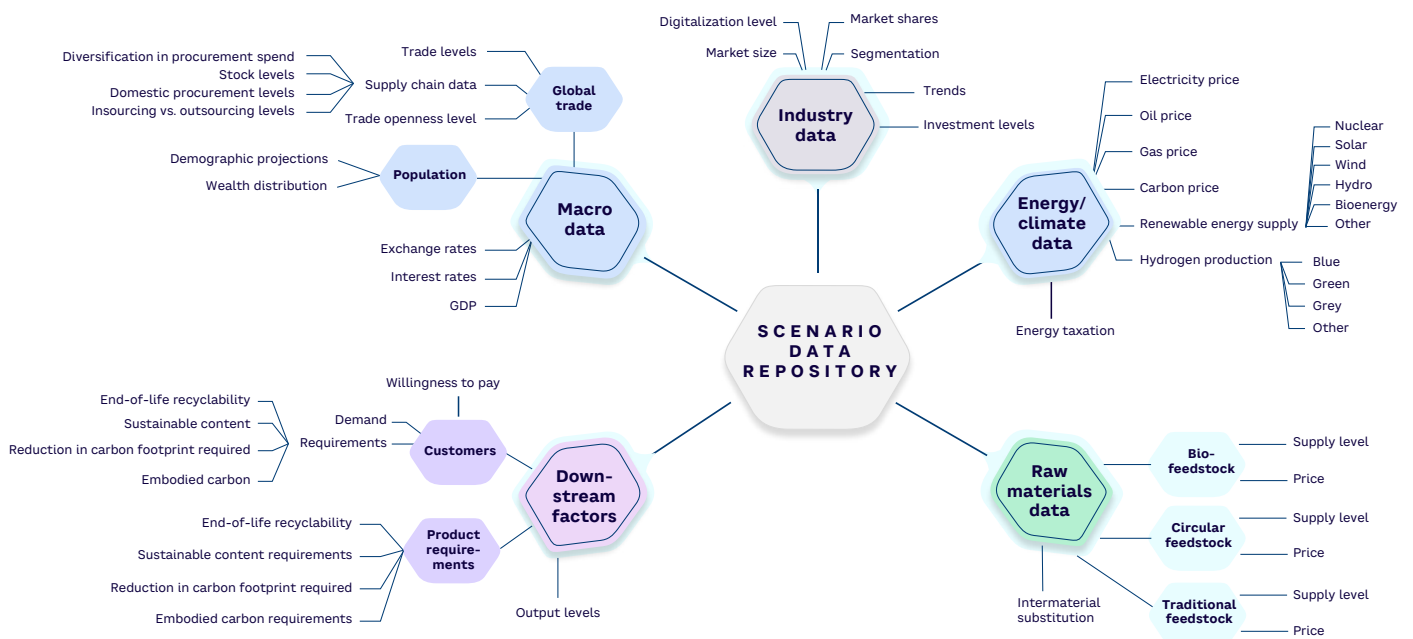 Digitalization level
Market shares
Market size
Segmentation
Industry
data
Trends
Investment levels
Diversification in procurement spend
Stock levels
Domestic procurement levels
Insourcing vs. outsourcing levels
Trade levels
Supply chain data
Trade openness level
Global
trade
Demographic projections
Wealth distribution
Population
Macro
data
Exchange rates
Interest rates
GDP
Energy/
climate
data
Electricity price
Oil price
Gas price
Carbon price
Renewable energy supply
Nuclear
Solar
Wind
Hydro
Bioenergy
Other
Hydrogen production
Blue
Green
Grey
Other
Energy taxation
SCENARIO
DATA
REPOSITORY
Willingness to pay
Demand
Requirements
Customers
End-of-life recyclability
Sustainable content
Reduction in carbon footprint required
Embodied carbon
Down-
stream
factors
Product
require-
ments
End-of-life recyclability
Sustainable content requirements
Reduction in carbon footprint required
Embodied carbon requirements
Output levels
Raw
materials
data
Bio-
feedstock
Supply level
Price
Circular
feedstock
Supply level
Price
Traditional
feedstock
Supply level
Price
Intermaterial
substitution